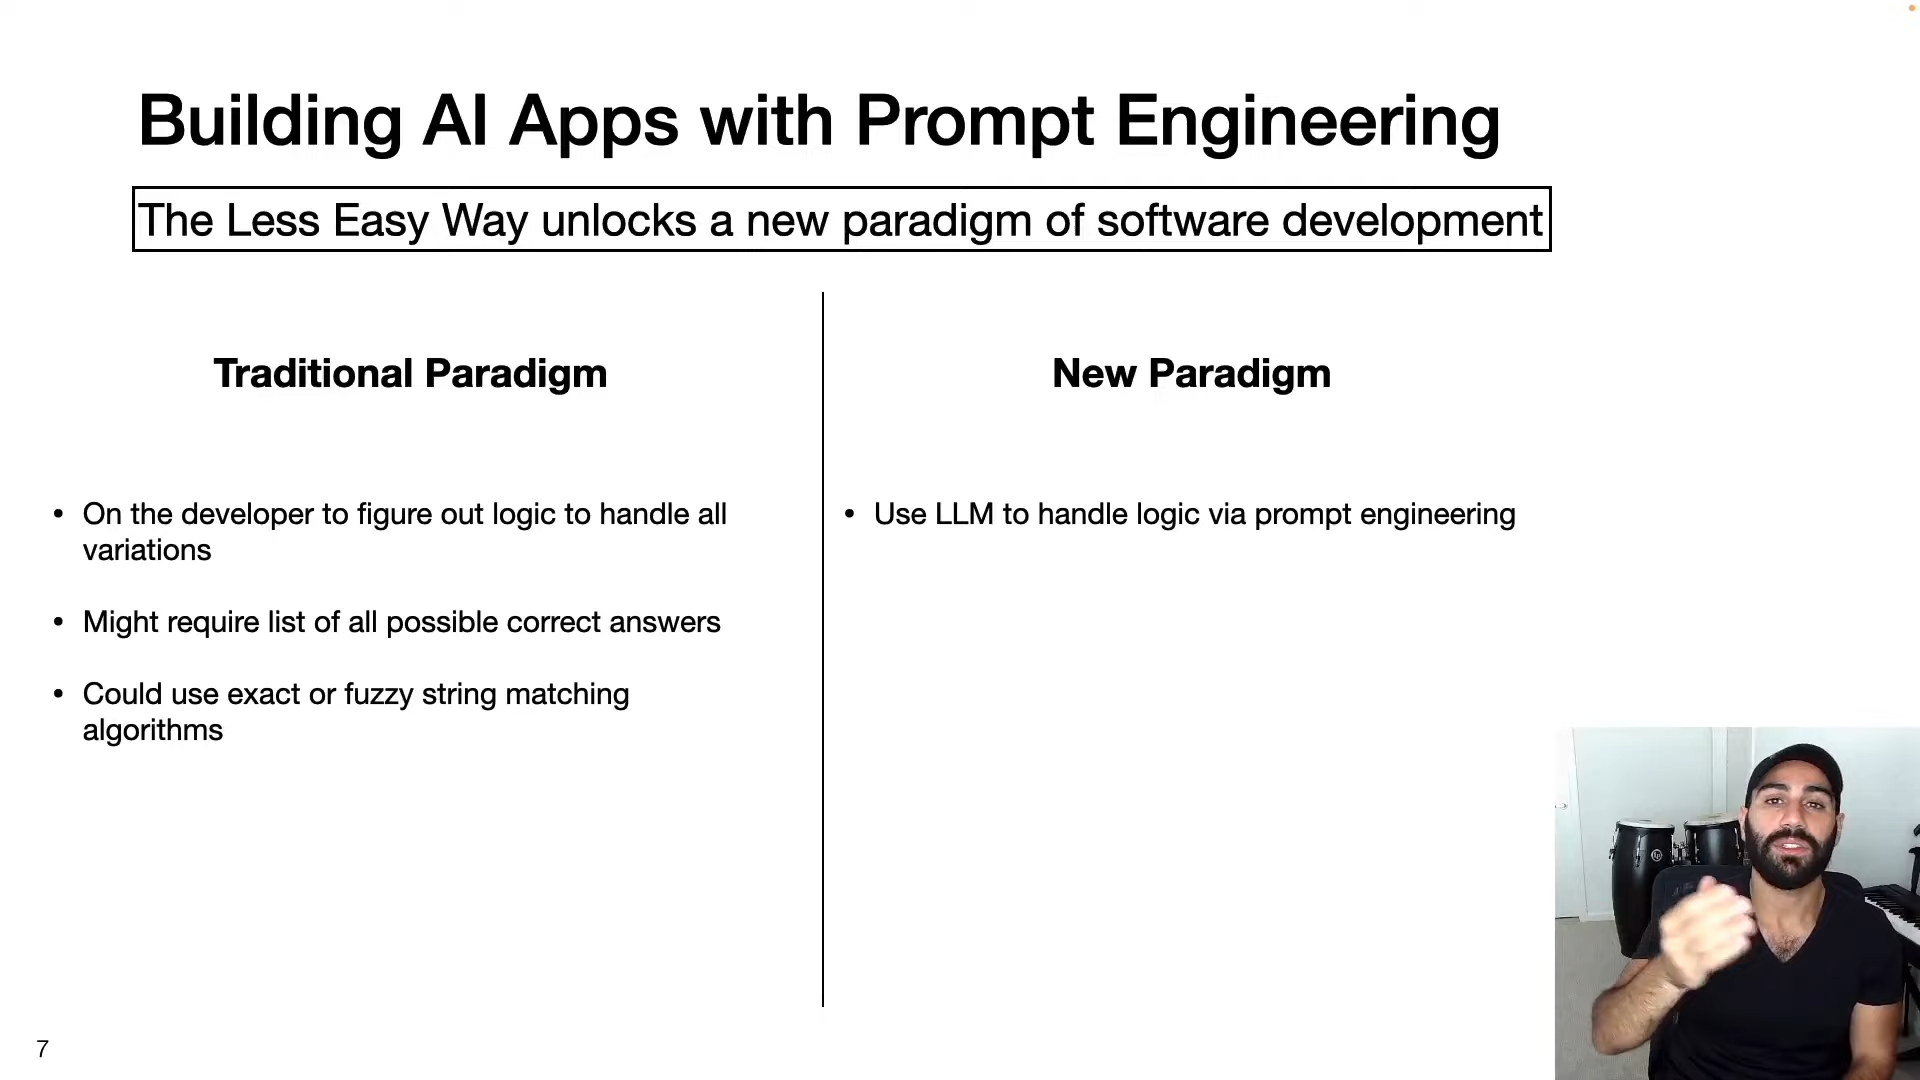 Building AI Apps with Prompt Engineering
The Less Easy Way unlocks a new paradigm of software development
Traditional Paradigm
• On the developer to figure out logic to handle all
variations
• Might require list of all possible correct answers
• Could use exact or fuzzy string matching
algorithms
New Paradigm
• Use LLM to handle logic via prompt engineering
LP
7